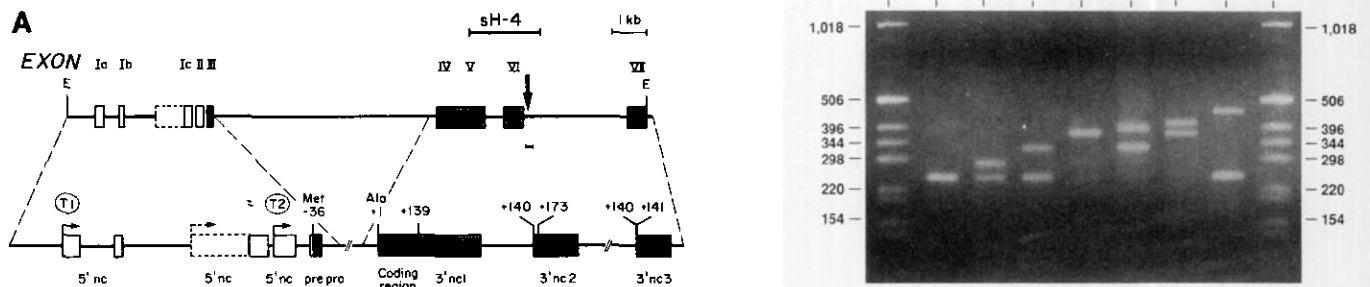 A
sH-4
1 kb
EXON Ia Ib Ic II III IV V VI VII
E E
T1 T2 Met -36 Ala +1 +139 +140 +173 +140 +141
5' nc 5' nc 5' nc prepro Coding region 3'nc1 3'nc2 3'nc3
1,018 1,018
506 506
396 396
344 344
298 298
220 220
154 154